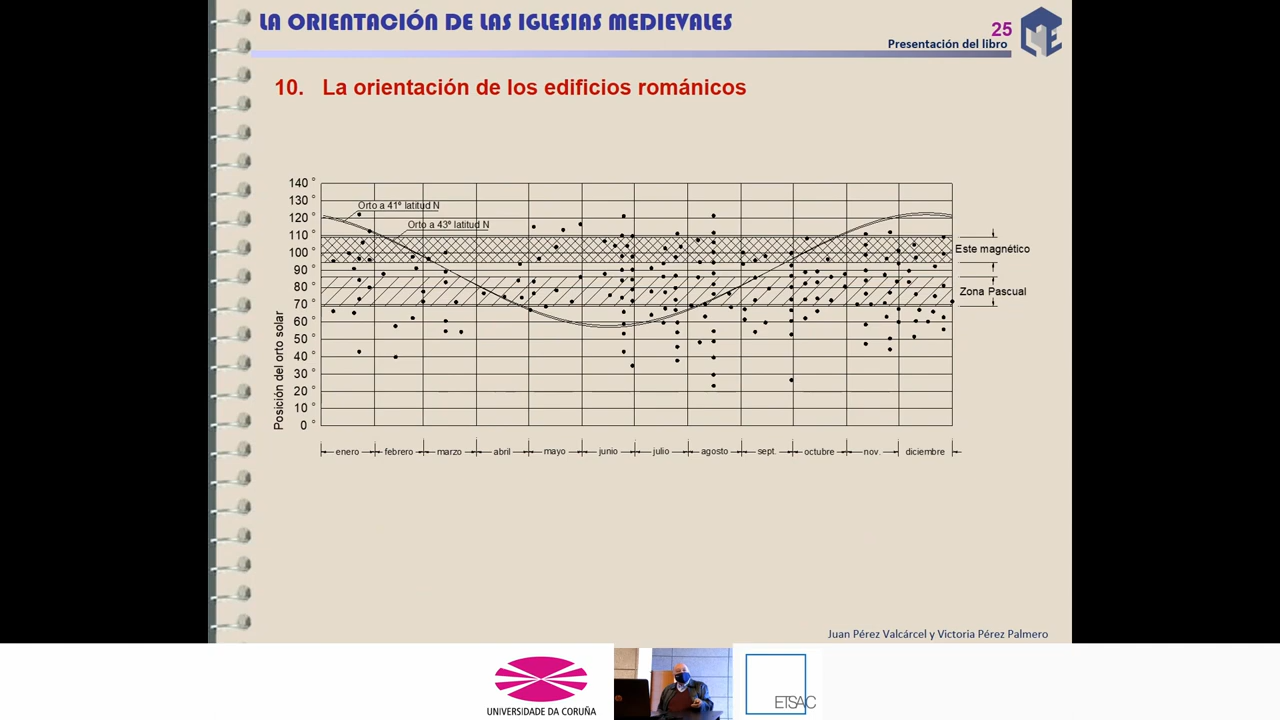 LA ORIENTACIÓN DE LAS IGLESIAS MEDIEVALES
25
Presentación del libro
10. La orientación de los edificios románicos
140 °
130 °
120 °
110 °
100 °
90 °
80 °
70 °
60 °
50 °
40 °
30 °
20 °
10 °
0 °
Posición del orto solar
Orto a 41º latitud N
Orto a 43º latitud N
Este magnético
Zona Pascual
enero febrero marzo abril mayo junio julio agosto sept. octubre nov. diciembre
Juan Pérez Valcárcel y Victoria Pérez Palmero
UNIVERSIDADE DA CORUÑA
ETSAC